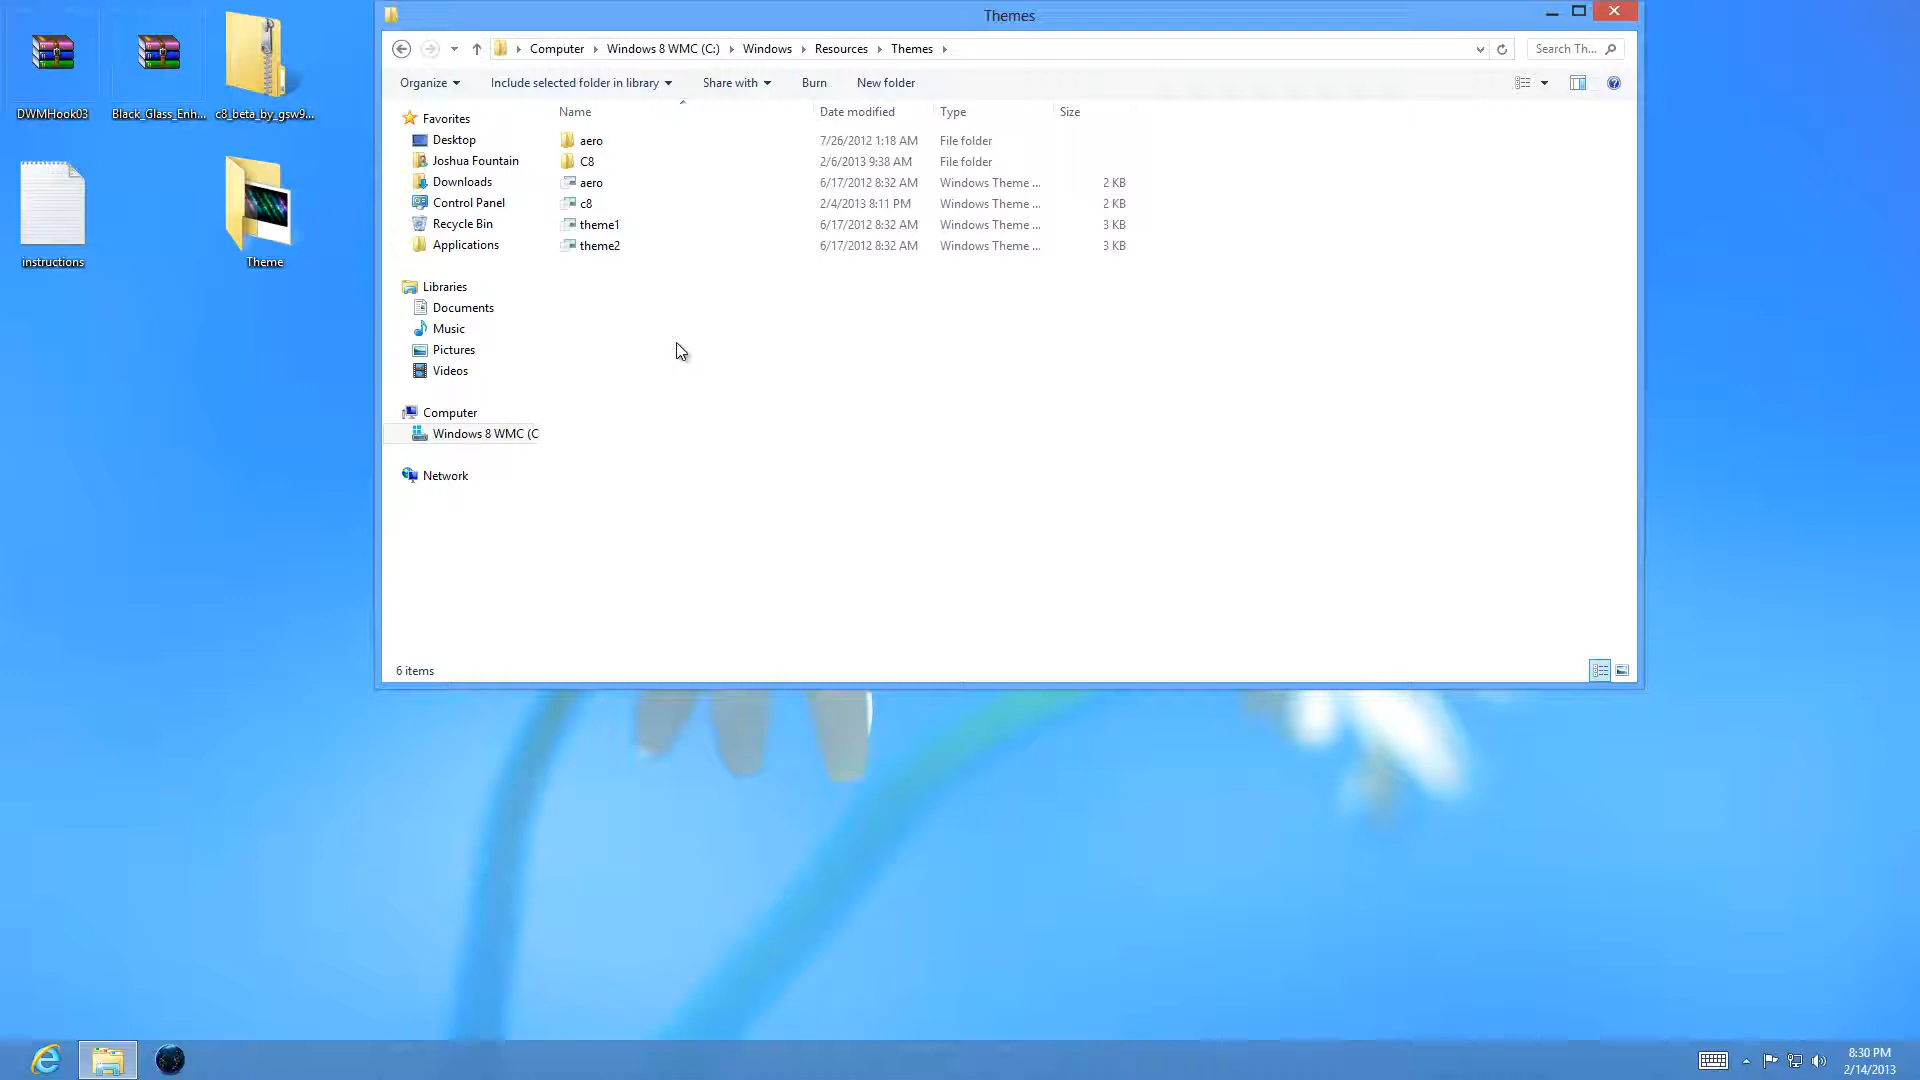 Themes
Computer Windows 8 WMC (C:) Windows Resources Themes Search Th...
Organize Include selected folder in library Share with Burn New folder
Name Date modified Type Size
aero 7/26/2012 1:18 AM File folder
C8 2/6/2013 9:38 AM File folder
aero 6/17/2012 8:32 AM Windows Theme ... 2 KB
c8 2/4/2013 8:11 PM Windows Theme ... 2 KB
theme1 6/17/2012 8:32 AM Windows Theme ... 3 KB
theme2 6/17/2012 8:32 AM Windows Theme ... 3 KB
Favorites
Desktop
Joshua Fountain
Downloads
Control Panel
Recycle Bin
Applications
Libraries
Documents
Music
Pictures
Videos
Computer
Windows 8 WMC (C
Network
6 items
DWMHook03 Black_Glass_Enh... c8_beta_by_gsw9...
instructions Theme
8:30 PM
2/14/2013